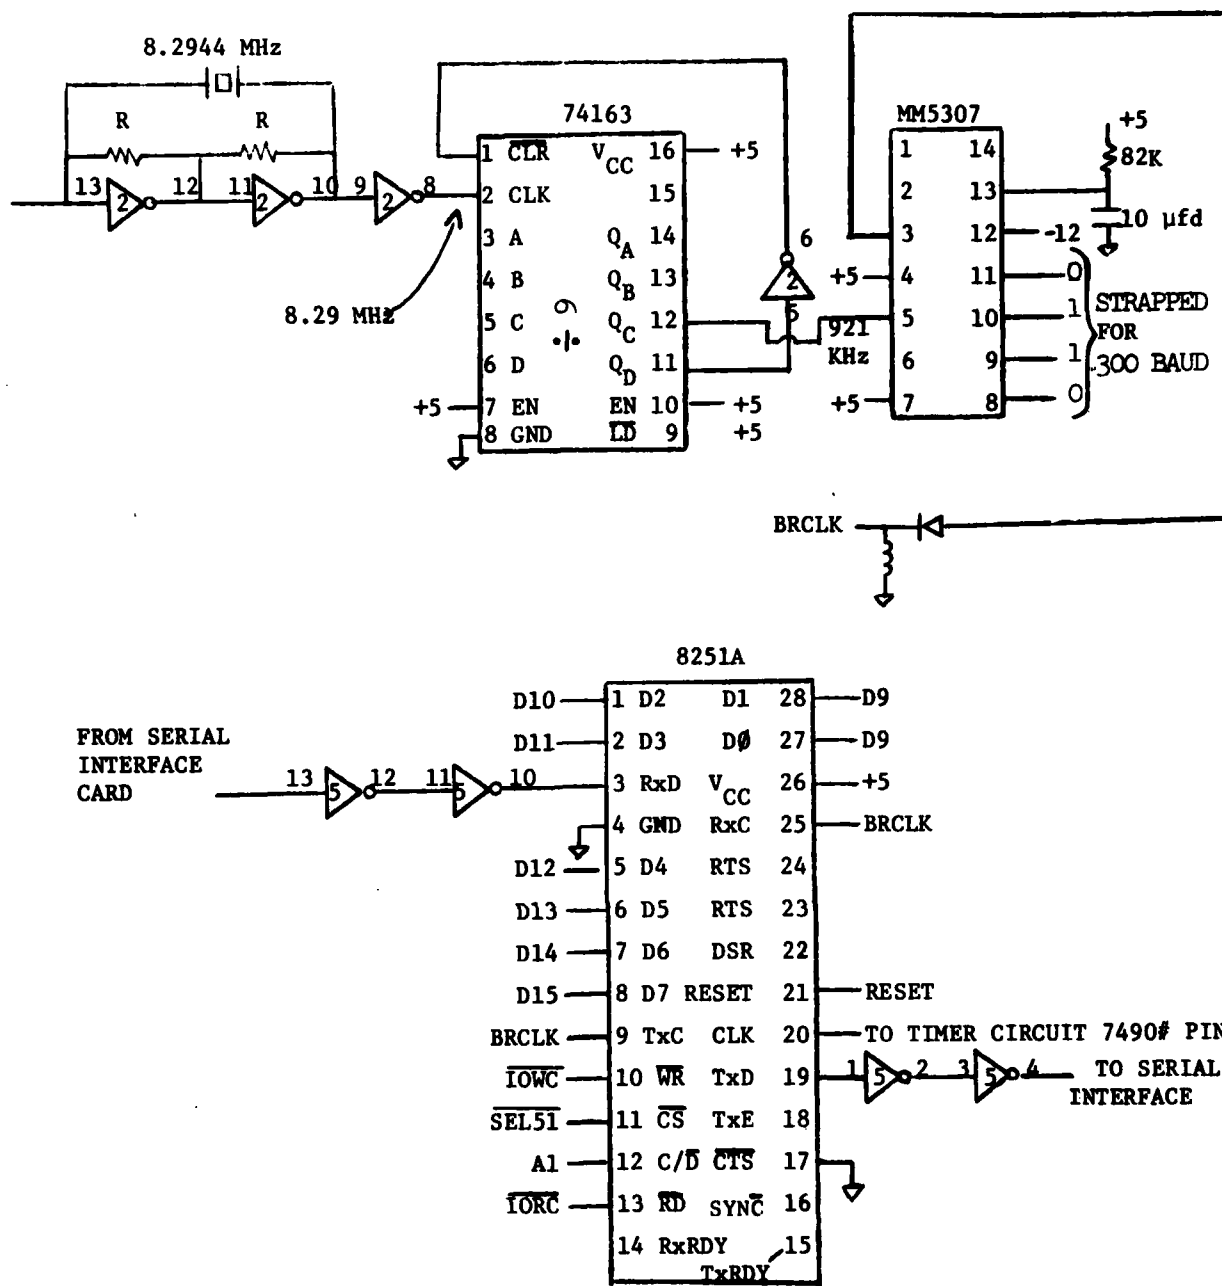 8.2944 MHz
R R
13 2 12 11 2 10 9 2 8
8.29 MHz
74163
1 CLR VCC 16 +5
2 CLK 15
3 A QA 14
4 B QB 13
5 C QC 12
6 D QD 11
+5 7 EN EN 10 +5
8 GND LD 9 +5
÷9
6
2
5
921
KHz
MM5307
1 14
2 13
3 12 -12
+5 4 11 0
5 10 1
6 9 1
+5 7 8 0
+5
82K
10 µfd
STRAPPED
FOR
300 BAUD
BRCLK
8251A
D10 1 D2 D1 28 D9
D11 2 D3 DØ 27 D9
3 RxD VCC 26 +5
4 GND RxC 25 BRCLK
D12 5 D4 RTS 24
D13 6 D5 RTS 23
D14 7 D6 DSR 22
D15 8 D7 RESET 21 RESET
BRCLK 9 TxC CLK 20 TO TIMER CIRCUIT 7490# PIN
IOWC 10 WR TxD 19
SEL51 11 CS TxE 18
A1 12 C/D CTS 17
IORC 13 RD SYNC 16
14 RxRDY 15
TxRDY
FROM SERIAL
INTERFACE
CARD
13 5 12 11 5 10
1 5 2 3 5 4
TO SERIAL
INTERFACE